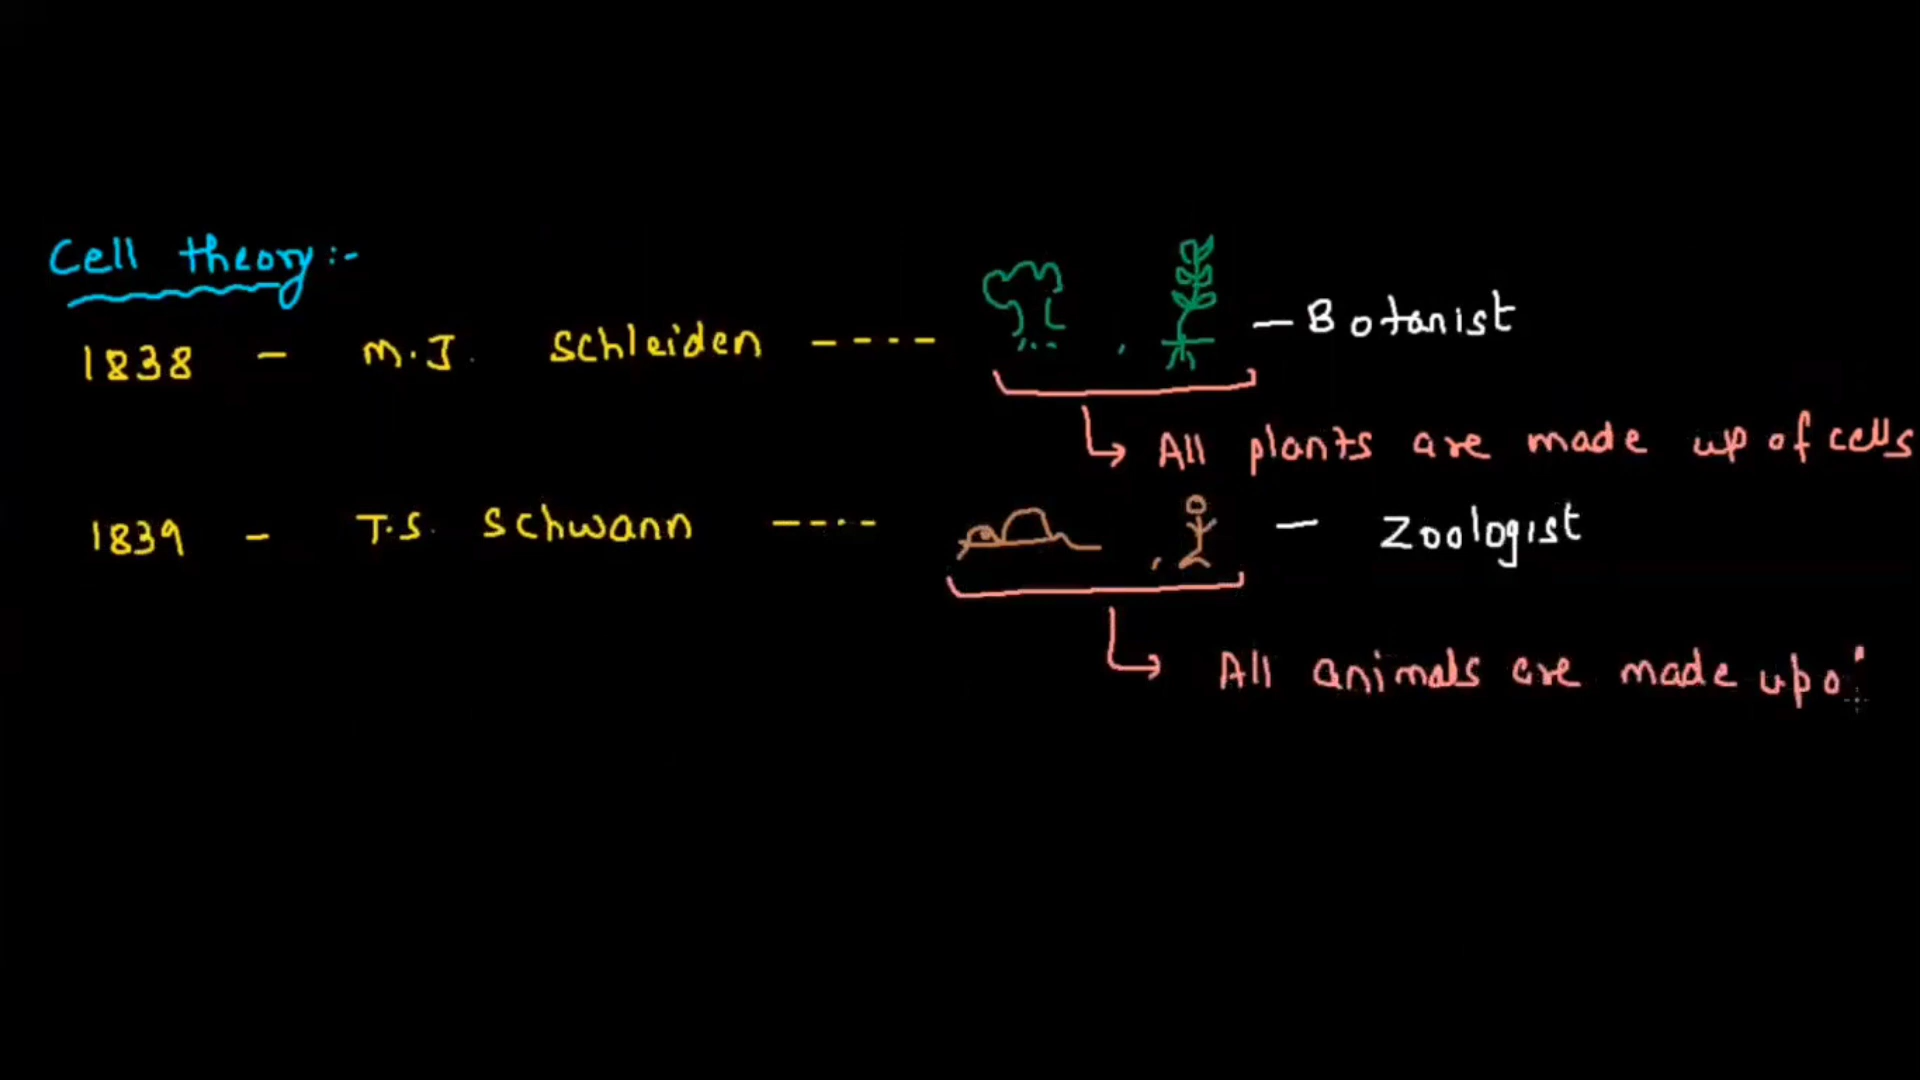 Cell theory:-
1838 - M.J. Schleiden ---- , - Botanist
All plants are made up of cells
1839 - T.S. Schwann ---- , - Zoologist
All animals are made up o